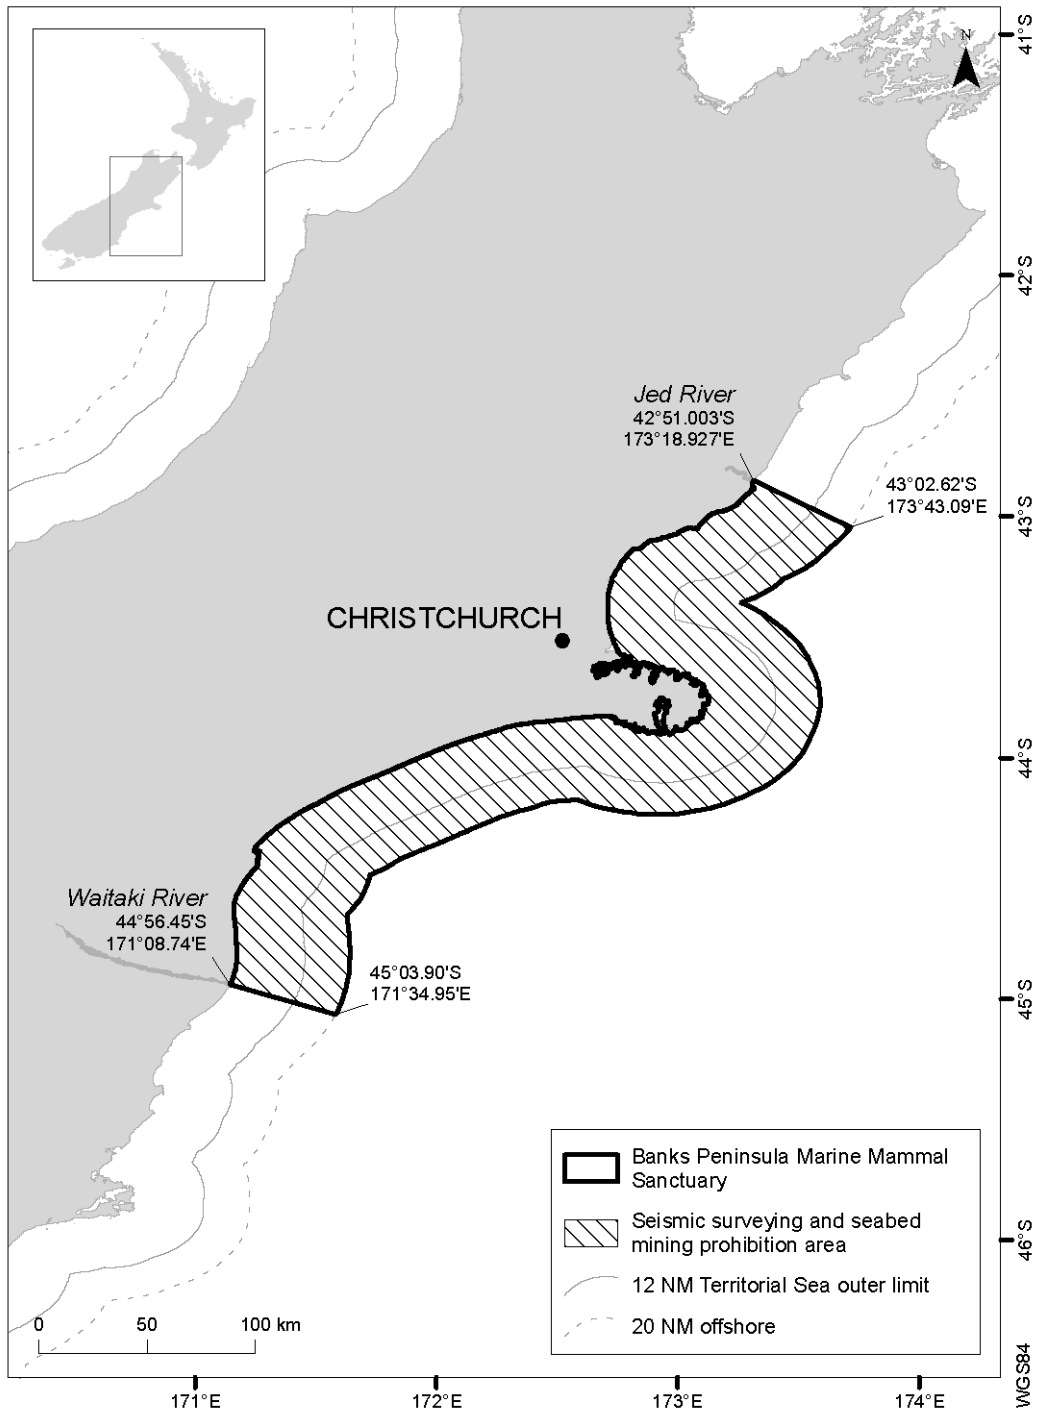 N
41°S
42°S
Jed River
42°51.003'S
173°18.927'E
43°02.62'S
173°43.09'E
43°S
CHRISTCHURCH
44°S
Waitaki River
44°56.45'S
171°08.74'E
45°03.90'S
171°34.95'E
45°S
Banks Peninsula Marine Mammal
Sanctuary
Seismic surveying and seabed
mining prohibition area
12 NM Territorial Sea outer limit
20 NM offshore
46°S
0 50 100 km
WGS84
171°E 172°E 173°E 174°E